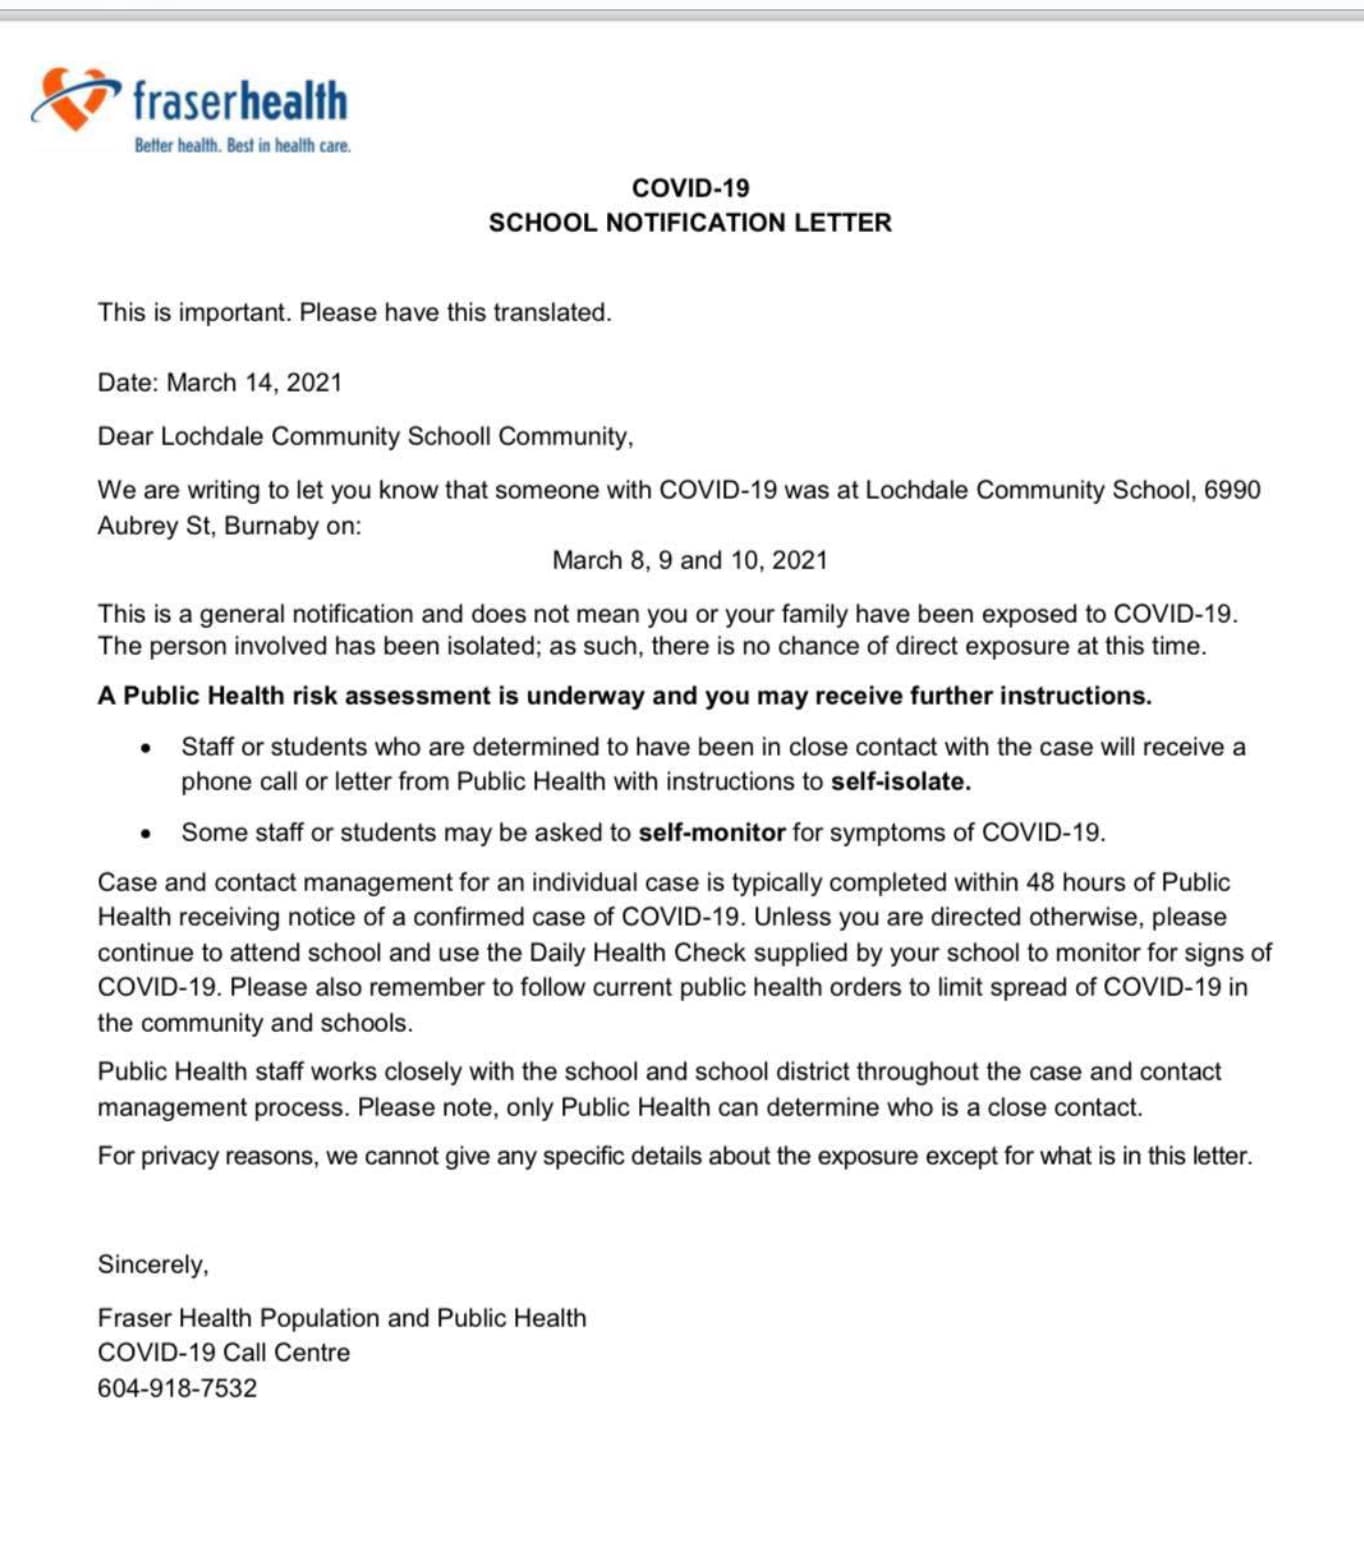 fraserhealth
Better health. Best in health care.
COVID-19
SCHOOL NOTIFICATION LETTER
This is important. Please have this translated.
Date: March 14, 2021
Dear Lochdale Community Schooll Community,
We are writing to let you know that someone with COVID-19 was at Lochdale Community School, 6990
Aubrey St, Burnaby on:
March 8, 9 and 10, 2021
This is a general notification and does not mean you or your family have been exposed to COVID-19.
The person involved has been isolated; as such, there is no chance of direct exposure at this time.
A Public Health risk assessment is underway and you may receive further instructions.
• Staff or students who are determined to have been in close contact with the case will receive a
phone call or letter from Public Health with instructions to self-isolate.
• Some staff or students may be asked to self-monitor for symptoms of COVID-19.
Case and contact management for an individual case is typically completed within 48 hours of Public
Health receiving notice of a confirmed case of COVID-19. Unless you are directed otherwise, please
continue to attend school and use the Daily Health Check supplied by your school to monitor for signs of
COVID-19. Please also remember to follow current public health orders to limit spread of COVID-19 in
the community and schools.
Public Health staff works closely with the school and school district throughout the case and contact
management process. Please note, only Public Health can determine who is a close contact.
For privacy reasons, we cannot give any specific details about the exposure except for what is in this letter.
Sincerely,
Fraser Health Population and Public Health
COVID-19 Call Centre
604-918-7532